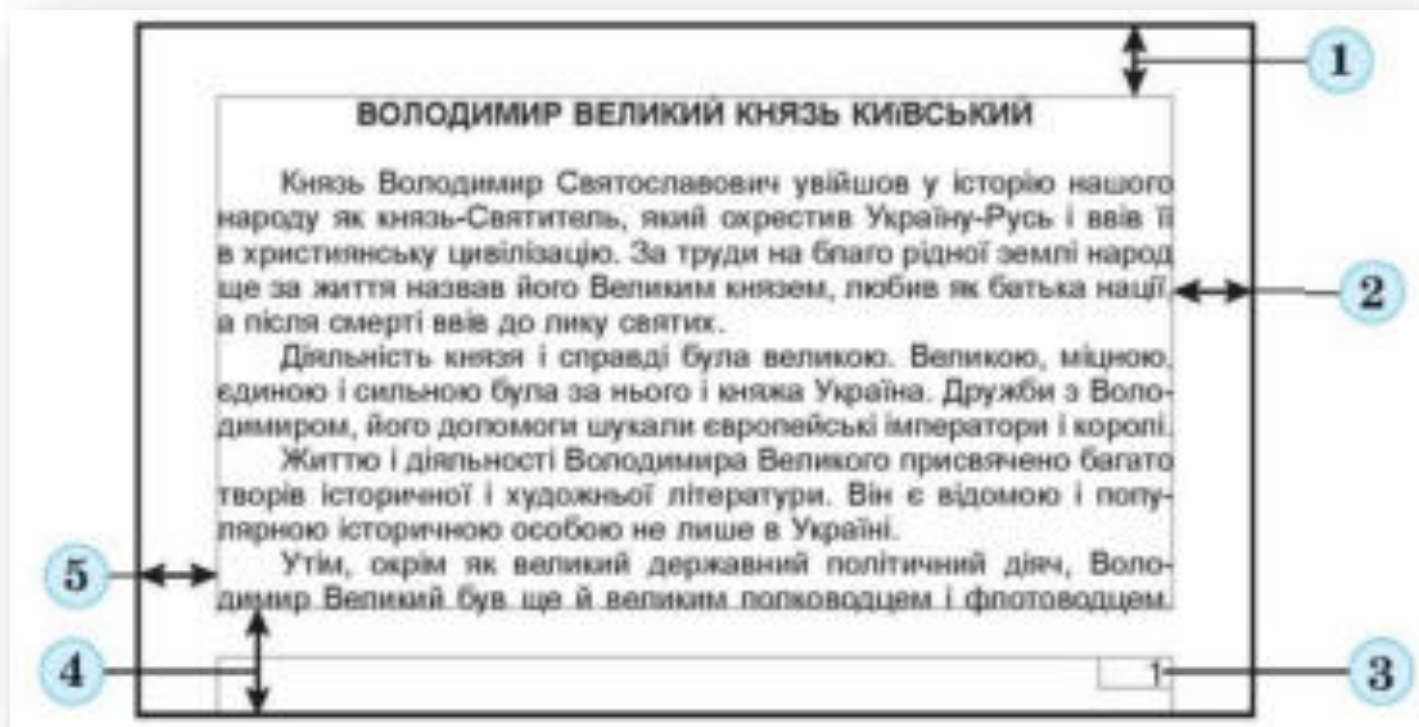 1
ВОЛОДИМИР ВЕЛИКИЙ КНЯЗЬ КИїВСЬКИЙ
Князь Володимир Святославович увійшов у історію нашого
народу як князь-Святитель, який охрестив Україну-Русь і ввів її
в християнську цивілізацію. За труди на благо рідної землі народ
ще за життя назвав його Великим князем, любив як батька нації,
2
а після смерті ввів до лику святих.
Діяльність князя і справді була великою. Великою, міцною,
єдиною і сильною була за нього і княжа Україна. Дружби з Воло-
димиром, його допомоги шукали європейські імператори і королі.
Життю і діяльності Володимира Великого присвячено багато
творів історичної і художньої літератури. Він є відомою і попу-
лярною історичною особою не лише в Україні.
5
Утім, окрім як великий державний політичний діяч, Воло-
димир Великий був ще й великим полководцем і флотоводцем.
4
1
3